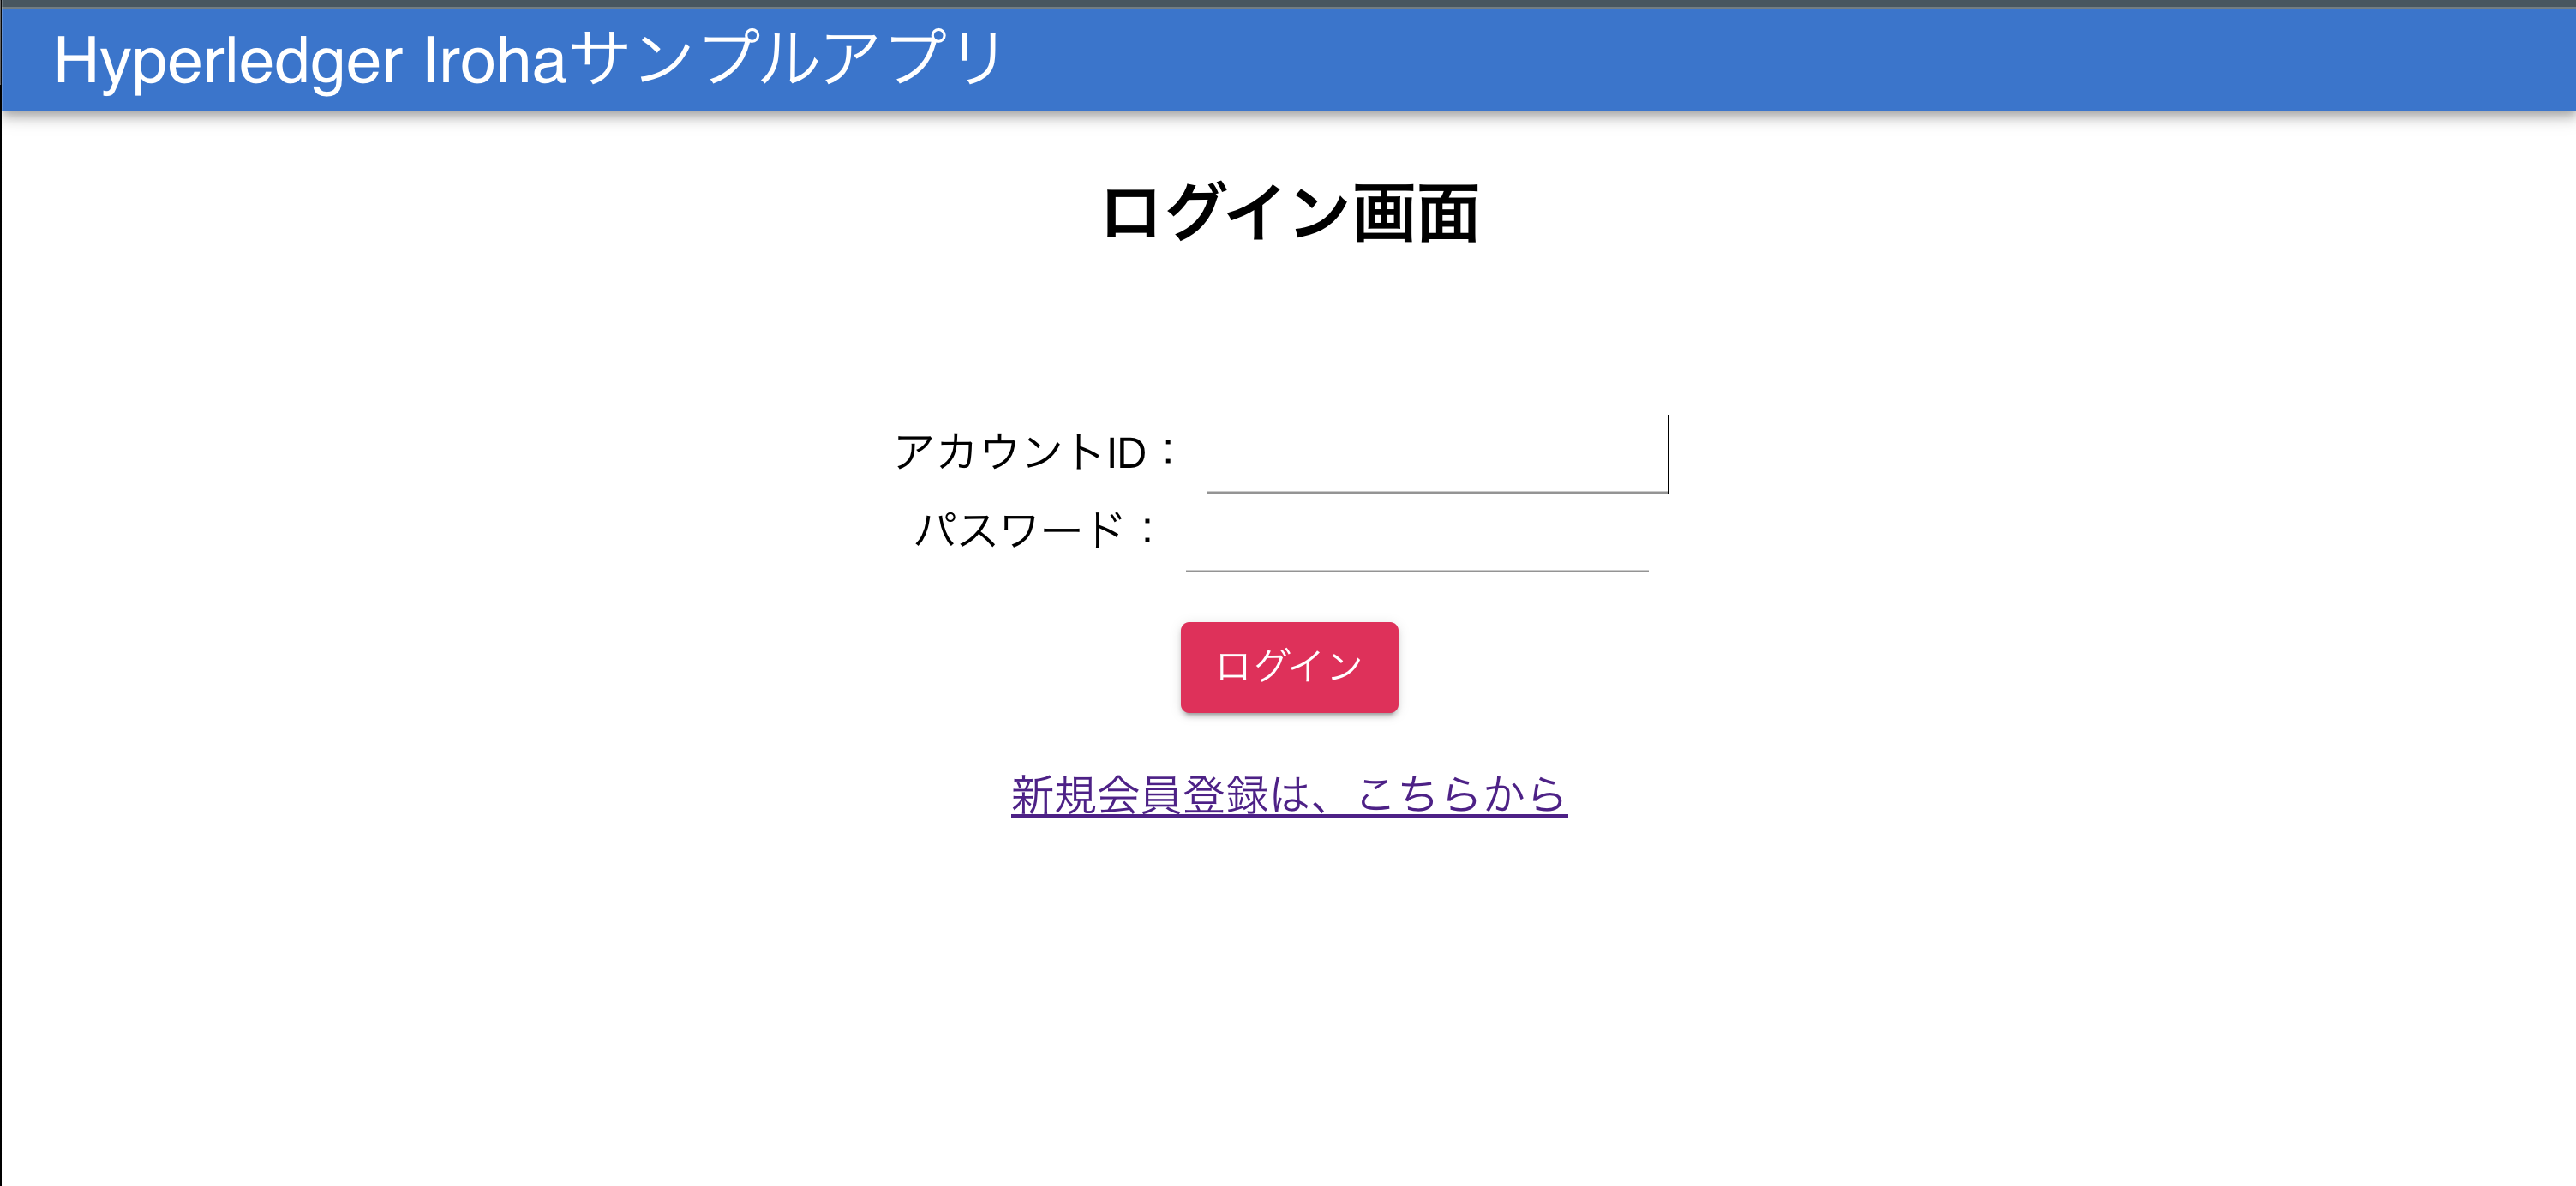 Hyperledger Irohaサンプルアプリ
ログイン画面
アカウントID：
パスワード：
ログイン
新規会員登録は、こちらから